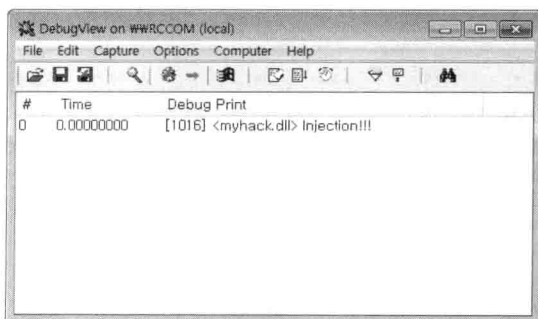 DebugView on ₩₩RCCOM (local)
File Edit Capture Options Computer Help
# Time Debug Print
0 0.00000000 [1016] <myhack.dll> Injection!!!